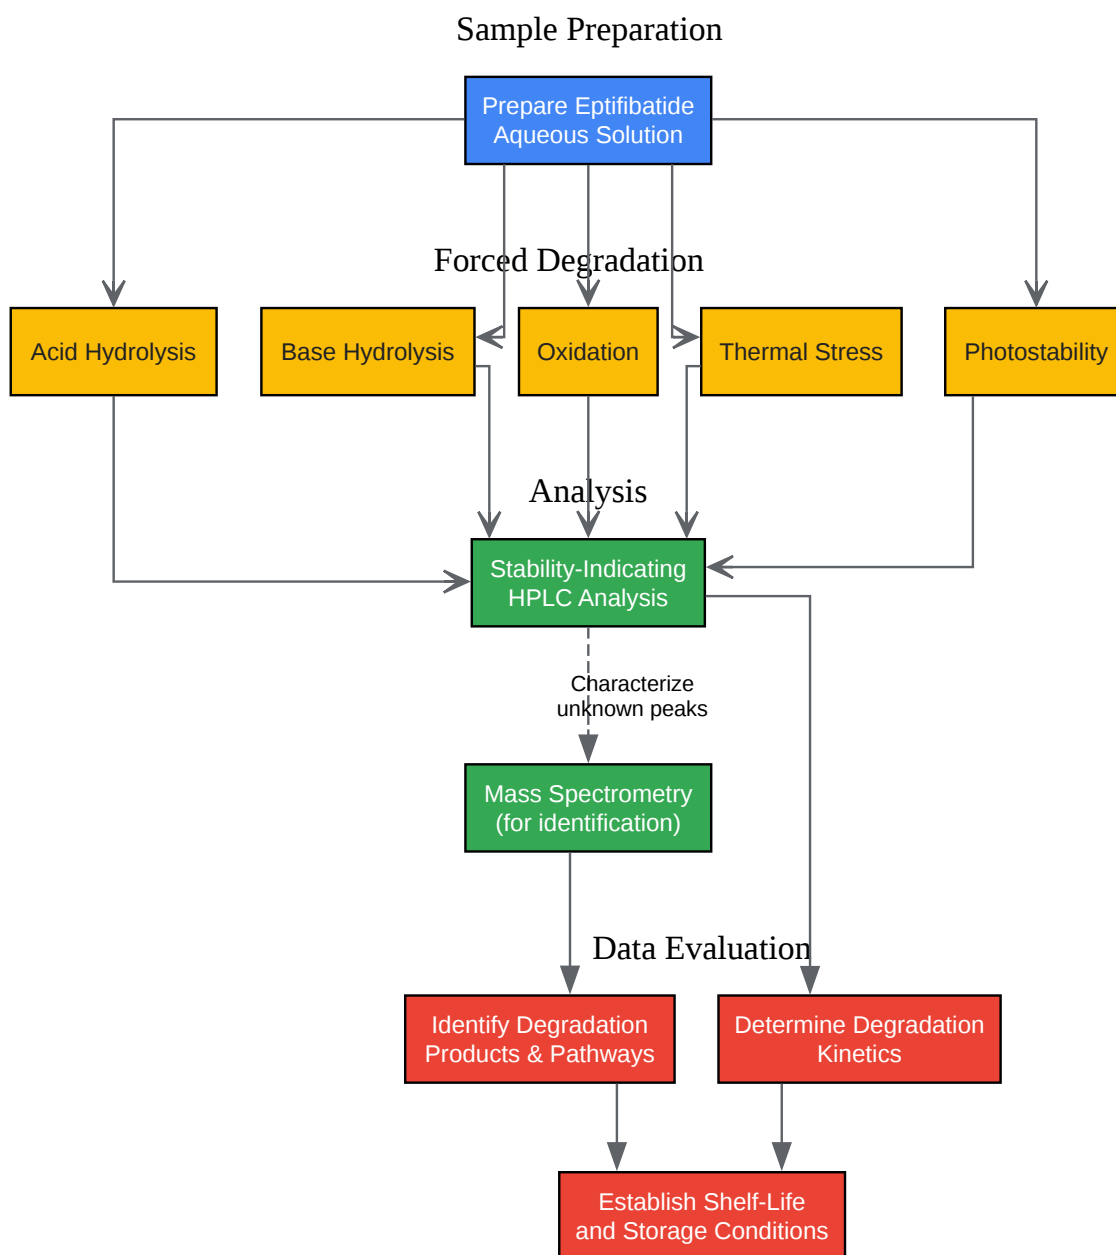 Sample Preparation
Prepare Eptifibatide
Aqueous Solution
Forced Degradation
Acid Hydrolysis
Base Hydrolysis
Oxidation
Thermal Stress
Photostability
Analysis
Stability-Indicating
HPLC Analysis
Characterize
unknown peaks
Mass Spectrometry
(for identification)
Data Evaluation
Identify Degradation
Products & Pathways
Determine Degradation
Kinetics
Establish Shelf-Life
and Storage Conditions